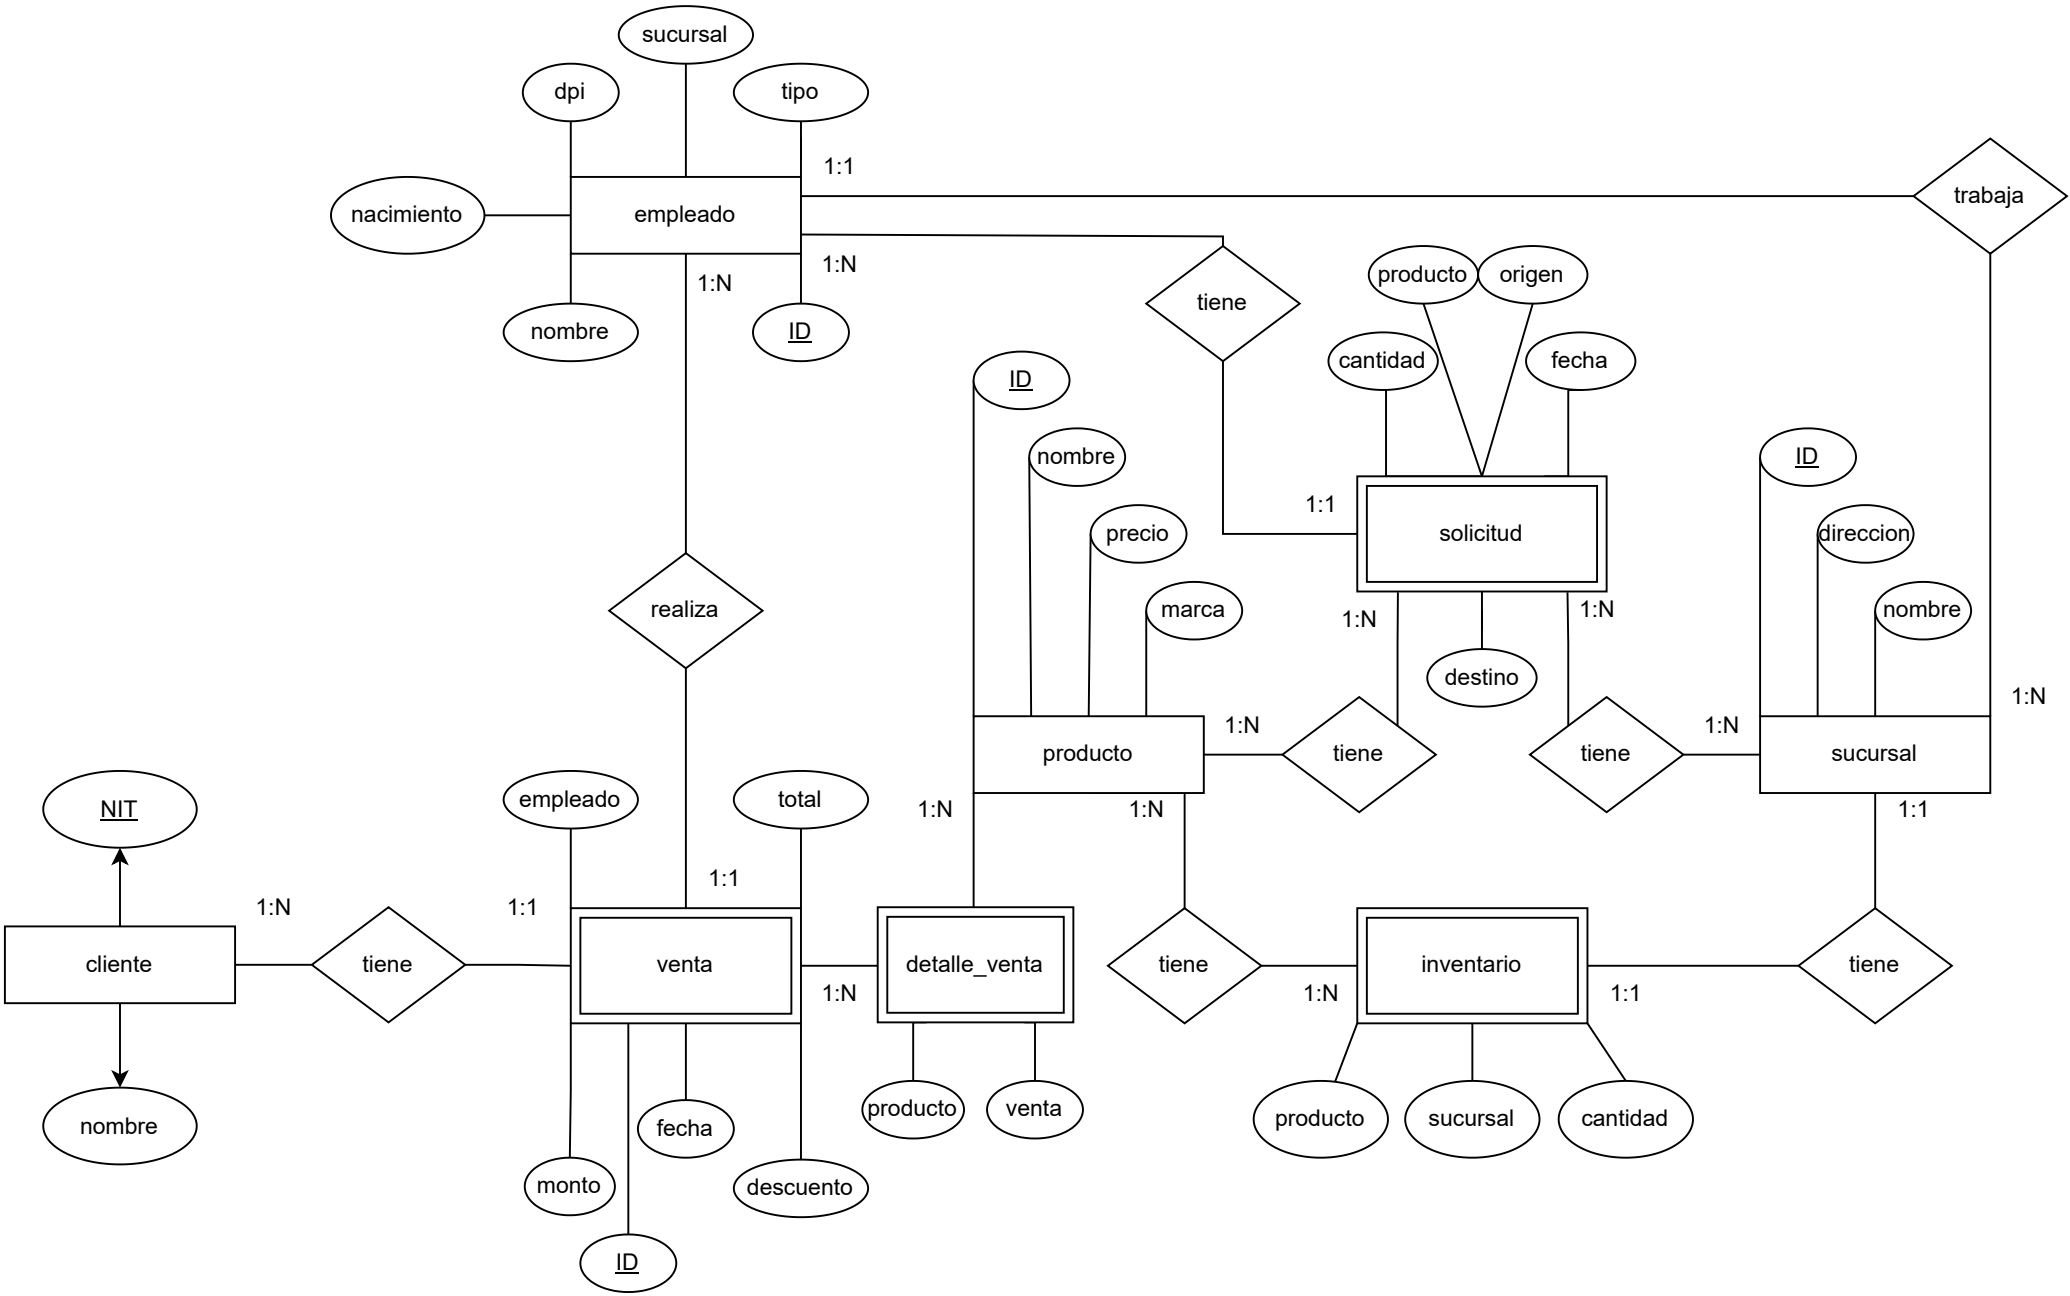 sucursal
dpi
tipo
1:1
trabaja
nacimiento
empleado
1:N
1:N
nombre
ID
tiene
producto
origen
cantidad
fecha
ID
nombre
precio
marca
1:1
solicitud
ID
direccion
nombre
1:N
1:N
destino
realiza
1:N
producto
1:N
tiene
tiene
1:N
sucursal
NIT
empleado
total
1:N
1:N
1:1
1:1
1:N
1:1
cliente
tiene
venta
detalle_venta
tiene
inventario
tiene
1:N
1:N
1:1
nombre
fecha
producto
venta
producto
sucursal
cantidad
monto
descuento
ID